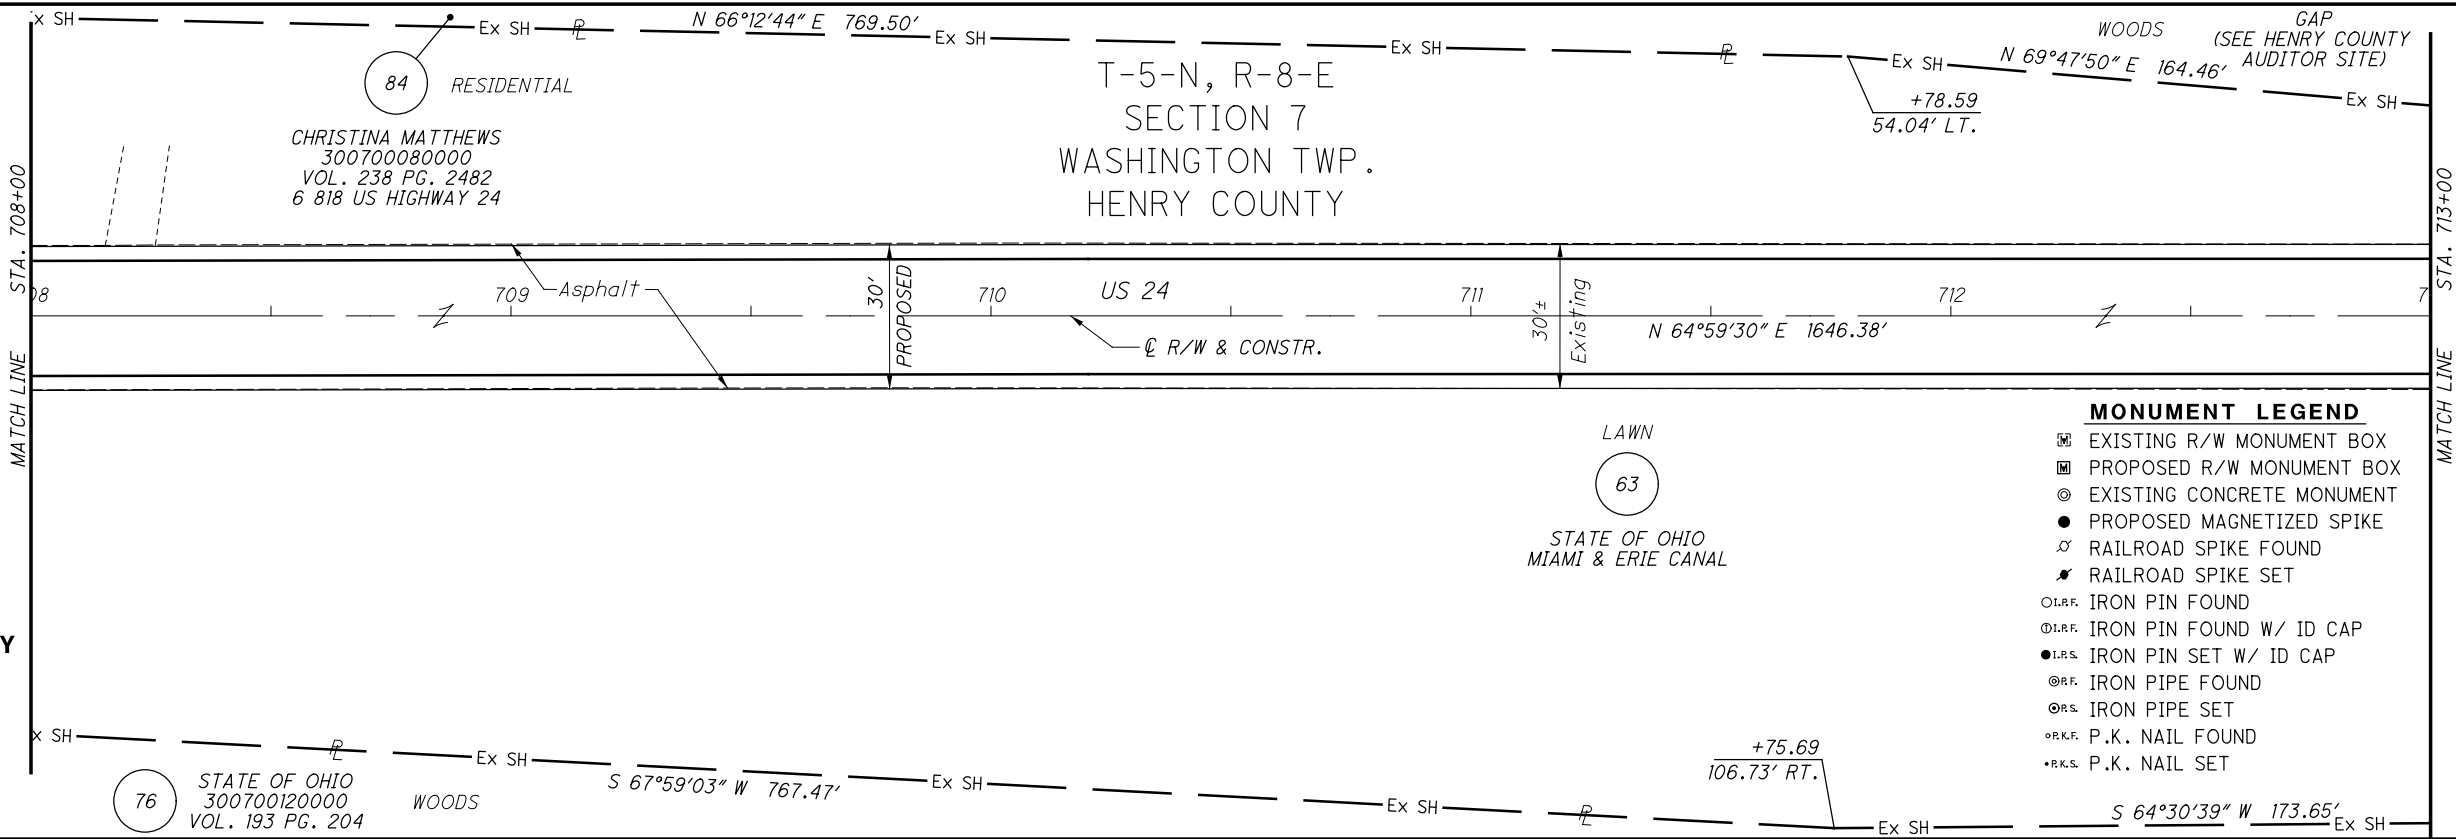 x SH
Ex SH
PL
N 66°12'44" E 769.50'
Ex SH
Ex SH
PL
Ex SH
WOODS
GAP
(SEE HENRY COUNTY
AUDITOR SITE)
N 69°47'50" E 164.46'
Ex SH
+78.59
54.04' LT.
84
RESIDENTIAL
CHRISTINA MATTHEWS
300700080000
VOL. 238 PG. 2482
6 818 US HIGHWAY 24
T-5-N, R-8-E
SECTION 7
WASHINGTON TWP.
HENRY COUNTY
MATCH LINE STA. 708+00
MATCH LINE STA. 713+00
08
709
Asphalt
30'
PROPOSED
710
US 24
711
30'±
Existing
712
7
℄ R/W & CONSTR.
N 64°59'30" E 1646.38'
LAWN
63
STATE OF OHIO
MIAMI & ERIE CANAL
MONUMENT LEGEND
EXISTING R/W MONUMENT BOX
PROPOSED R/W MONUMENT BOX
EXISTING CONCRETE MONUMENT
PROPOSED MAGNETIZED SPIKE
RAILROAD SPIKE FOUND
RAILROAD SPIKE SET
I.P.F. IRON PIN FOUND
I.P.F. IRON PIN FOUND W/ ID CAP
I.P.S. IRON PIN SET W/ ID CAP
P.F. IRON PIPE FOUND
P.S. IRON PIPE SET
P.K.F. P.K. NAIL FOUND
P.K.S. P.K. NAIL SET
Y
x SH
PL
Ex SH
S 67°59'03" W 767.47'
Ex SH
Ex SH
PL
+75.69
106.73' RT.
Ex SH
S 64°30'39" W 173.65'
Ex SH
76
STATE OF OHIO
300700120000
VOL. 193 PG. 204
WOODS